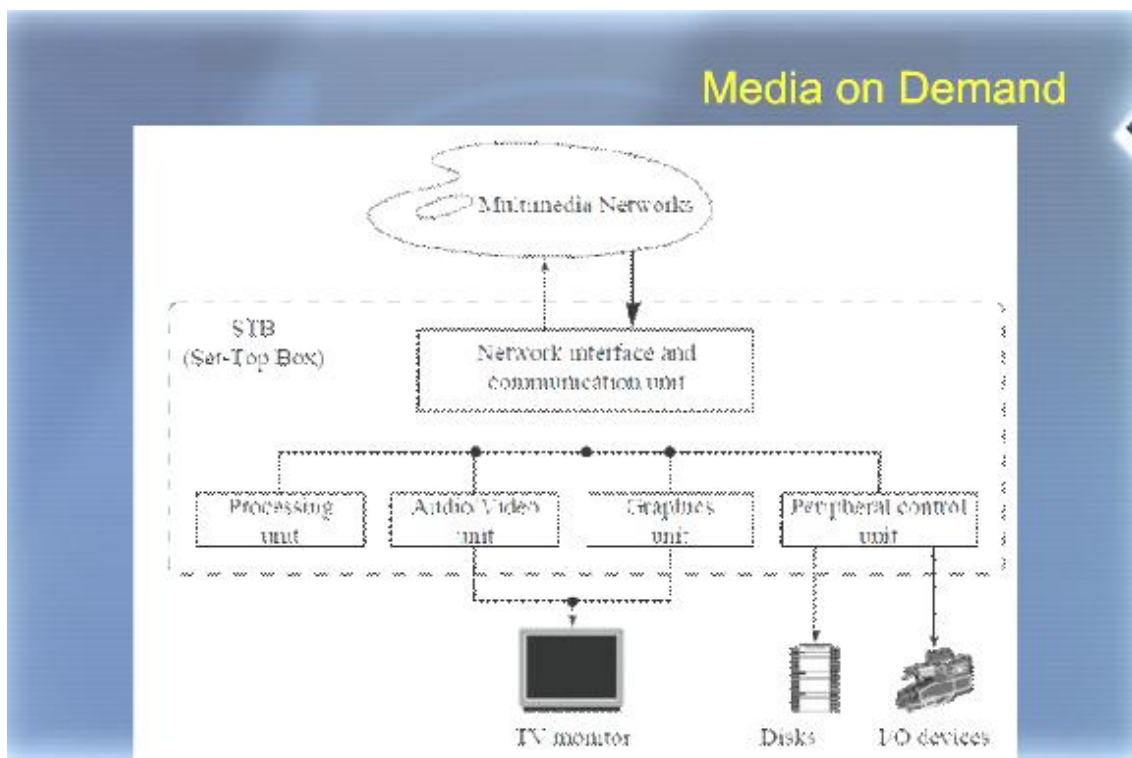 Media on Demand
Multimedia Networks
STB
(Set-Top Box)
Network interface and
communication unit
Processing
unit
Audio/Video
unit
Graphics
unit
Peripheral control
unit
TV monitor
Disks
I/O devices